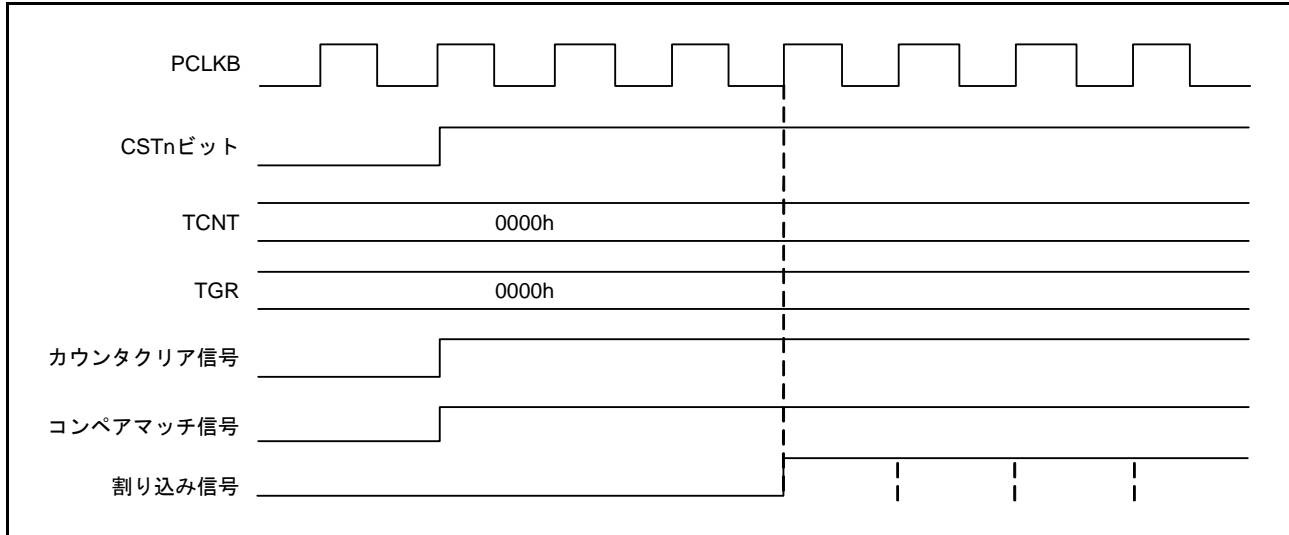 PCLKB
CSTnビット
TCNT
0000h
TGR
0000h
カウンタクリア信号
コンペアマッチ信号
割り込み信号